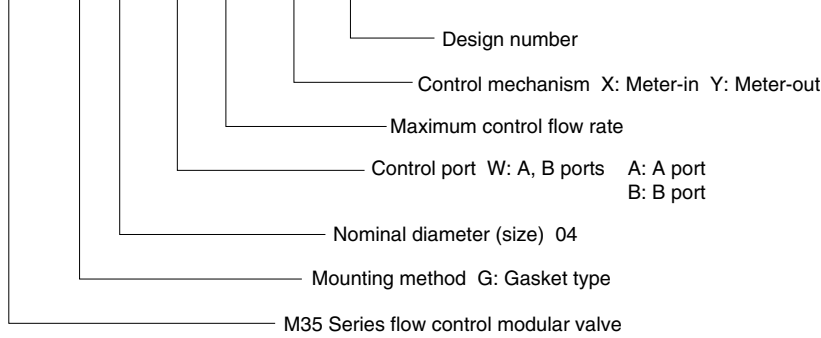 Design number
Control mechanism X: Meter-in Y: Meter-out
Maximum control flow rate
Control port W: A, B ports A: A port
B: B port
Nominal diameter (size) 04
Mounting method G: Gasket type
M35 Series flow control modular valve